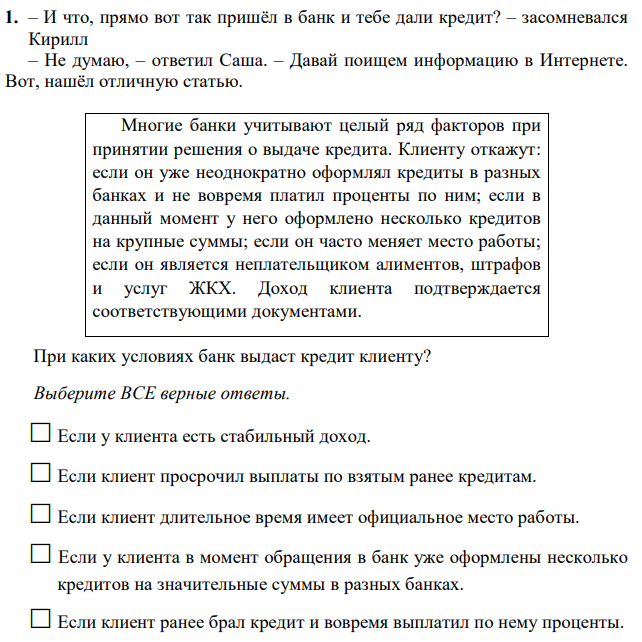 1. – И что, прямо вот так пришёл в банк и тебе дали кредит? – засомневался
Кирилл
– Не думаю, – ответил Саша. – Давай поищем информацию в Интернете.
Вот, нашёл отличную статью.
Многие банки учитывают целый ряд факторов при
принятии решения о выдаче кредита. Клиенту откажут:
если он уже неоднократно оформлял кредиты в разных
банках и не вовремя платил проценты по ним; если в
данный момент у него оформлено несколько кредитов
на крупные суммы; если он часто меняет место работы;
если он является неплательщиком алиментов, штрафов
и услуг ЖКХ. Доход клиента подтверждается
соответствующими документами.
При каких условиях банк выдаст кредит клиенту?
Выберите ВСЕ верные ответы.
Если у клиента есть стабильный доход.
Если клиент просрочил выплаты по взятым ранее кредитам.
Если клиент длительное время имеет официальное место работы.
Если у клиента в момент обращения в банк уже оформлены несколько
кредитов на значительные суммы в разных банках.
Если клиент ранее брал кредит и вовремя выплатил по нему проценты.